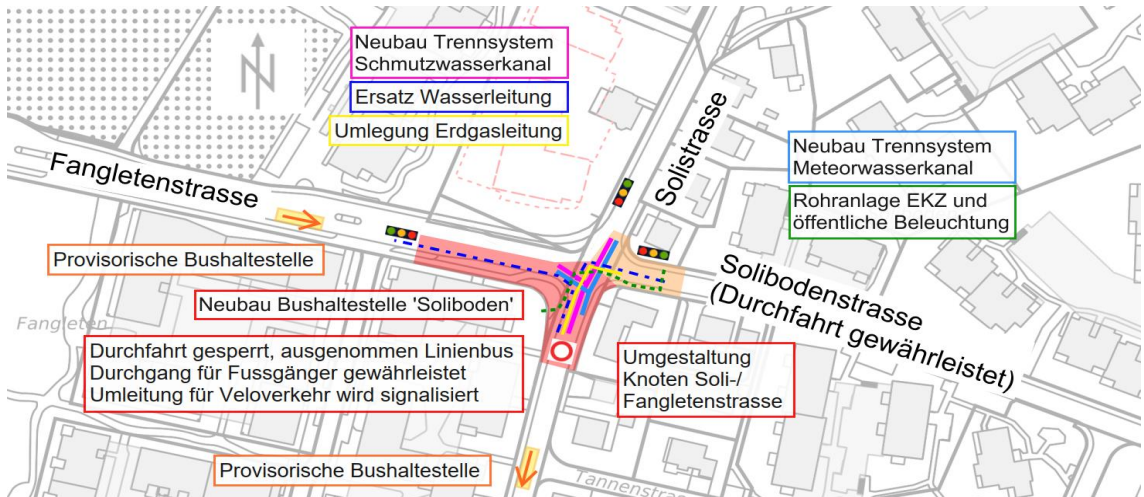 Neubau Trennsystem
Schmutzwasserkanal
Ersatz Wasserleitung
Umlegung Erdgasleitung
N
Fangletenstrasse
Solistrasse
Neubau Trennsystem
Meteorwasserkanal
Rohranlage EKZ und
öffentliche Beleuchtung
Provisorische Bushaltestelle
Neubau Bushaltestelle 'Soliboden'
Solibodenstrasse
(Durchfahrt gewährleistet)
Fangleten
Durchfahrt gesperrt, ausgenommen Linienbus
Durchgang für Fussgänger gewährleistet
Umleitung für Veloverkehr wird signalisiert
Umgestaltung
Knoten Soli-/
Fangletenstrasse
Provisorische Bushaltestelle
Tannenstra